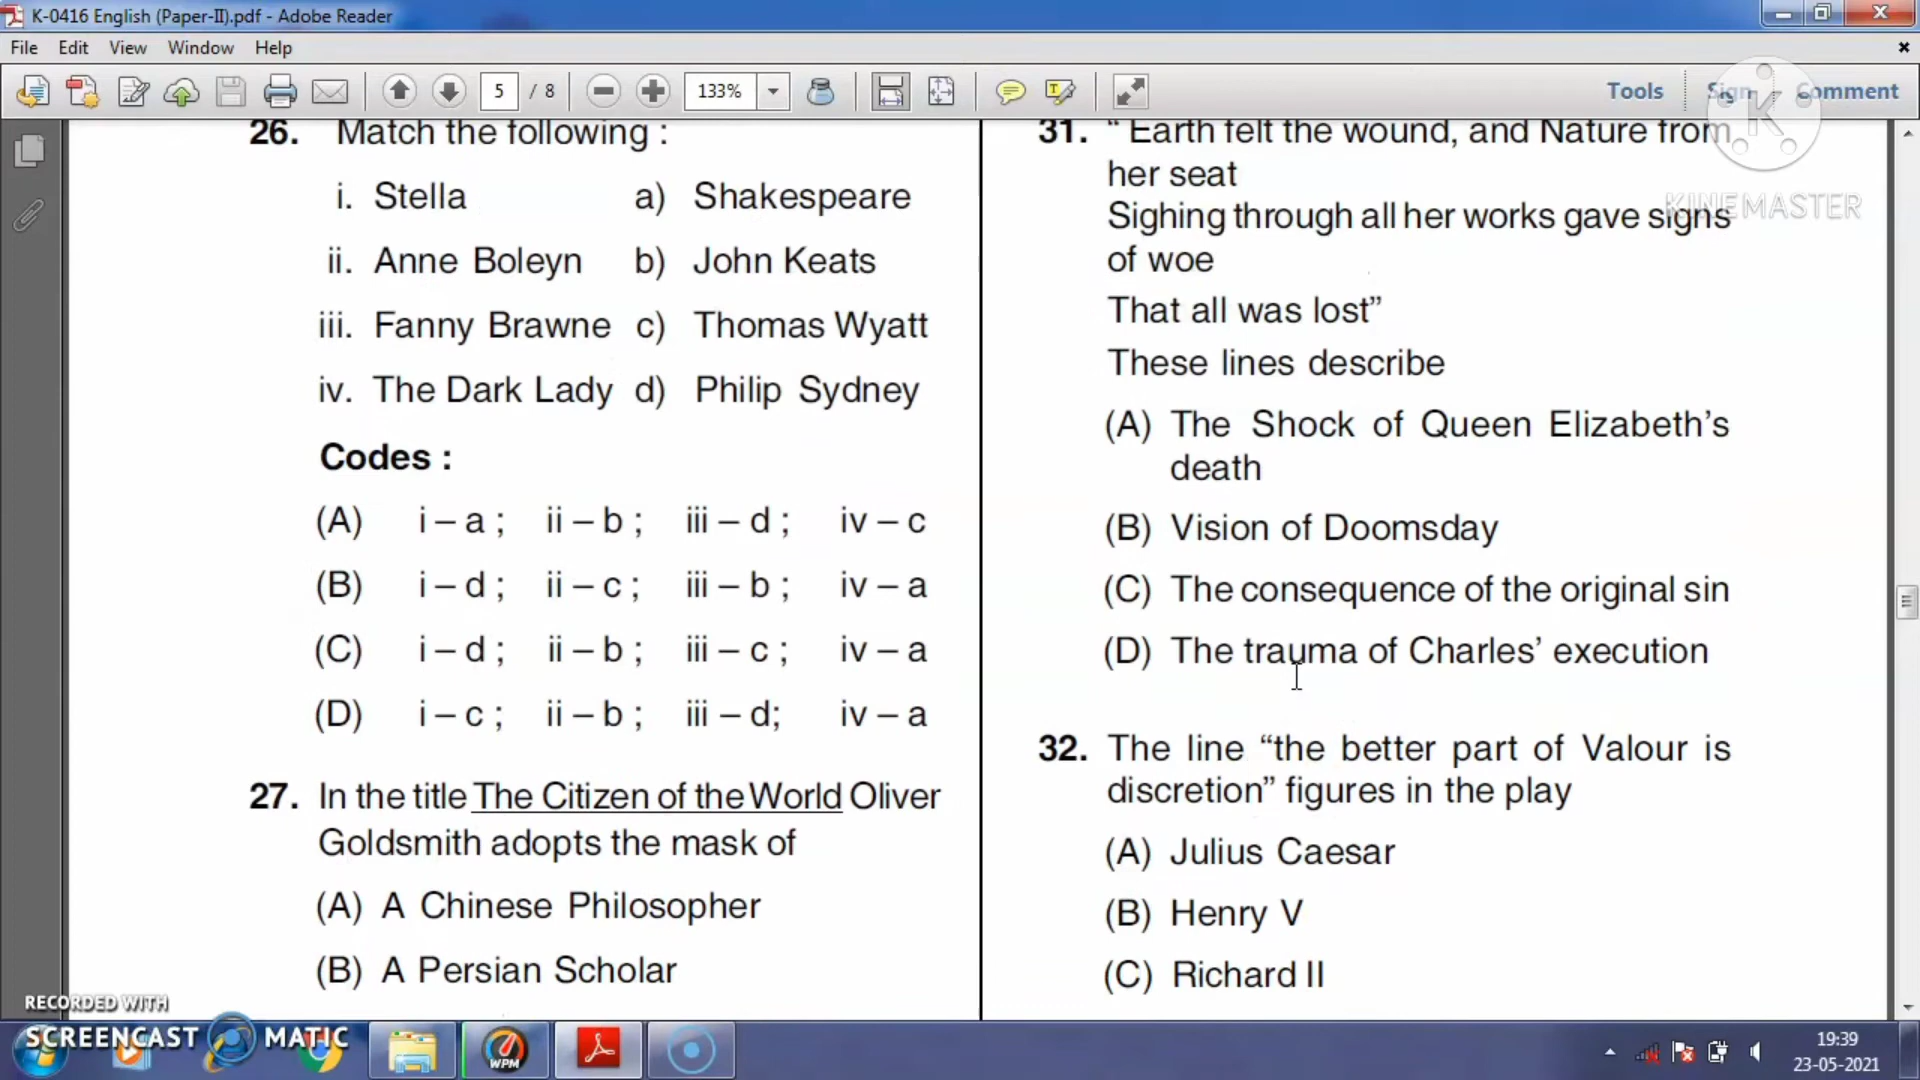 K-0416 English (Paper-II).pdf - Adobe Reader
File Edit View Window Help
5 / 8 133% Tools Sign Comment
K
KINEMASTER
26. Match the following :
i. Stella a) Shakespeare
ii. Anne Boleyn b) John Keats
iii. Fanny Brawne c) Thomas Wyatt
iv. The Dark Lady d) Philip Sydney
Codes :
(A) i – a ; ii – b ; iii – d ; iv – c
(B) i – d ; ii – c ; iii – b ; iv – a
(C) i – d ; ii – b ; iii – c ; iv – a
(D) i – c ; ii – b ; iii – d; iv – a
27. In the title The Citizen of the World Oliver
Goldsmith adopts the mask of
(A) A Chinese Philosopher
(B) A Persian Scholar
31. “ Earth felt the wound, and Nature from
her seat
Sighing through all her works gave signs
of woe
That all was lost”
These lines describe
(A) The Shock of Queen Elizabeth’s
death
(B) Vision of Doomsday
(C) The consequence of the original sin
(D) The trauma of Charles’ execution
32. The line “the better part of Valour is
discretion” figures in the play
(A) Julius Caesar
(B) Henry V
(C) Richard II
RECORDED WITH
SCREENCAST MATIC
WPM
19:39
23-05-2021